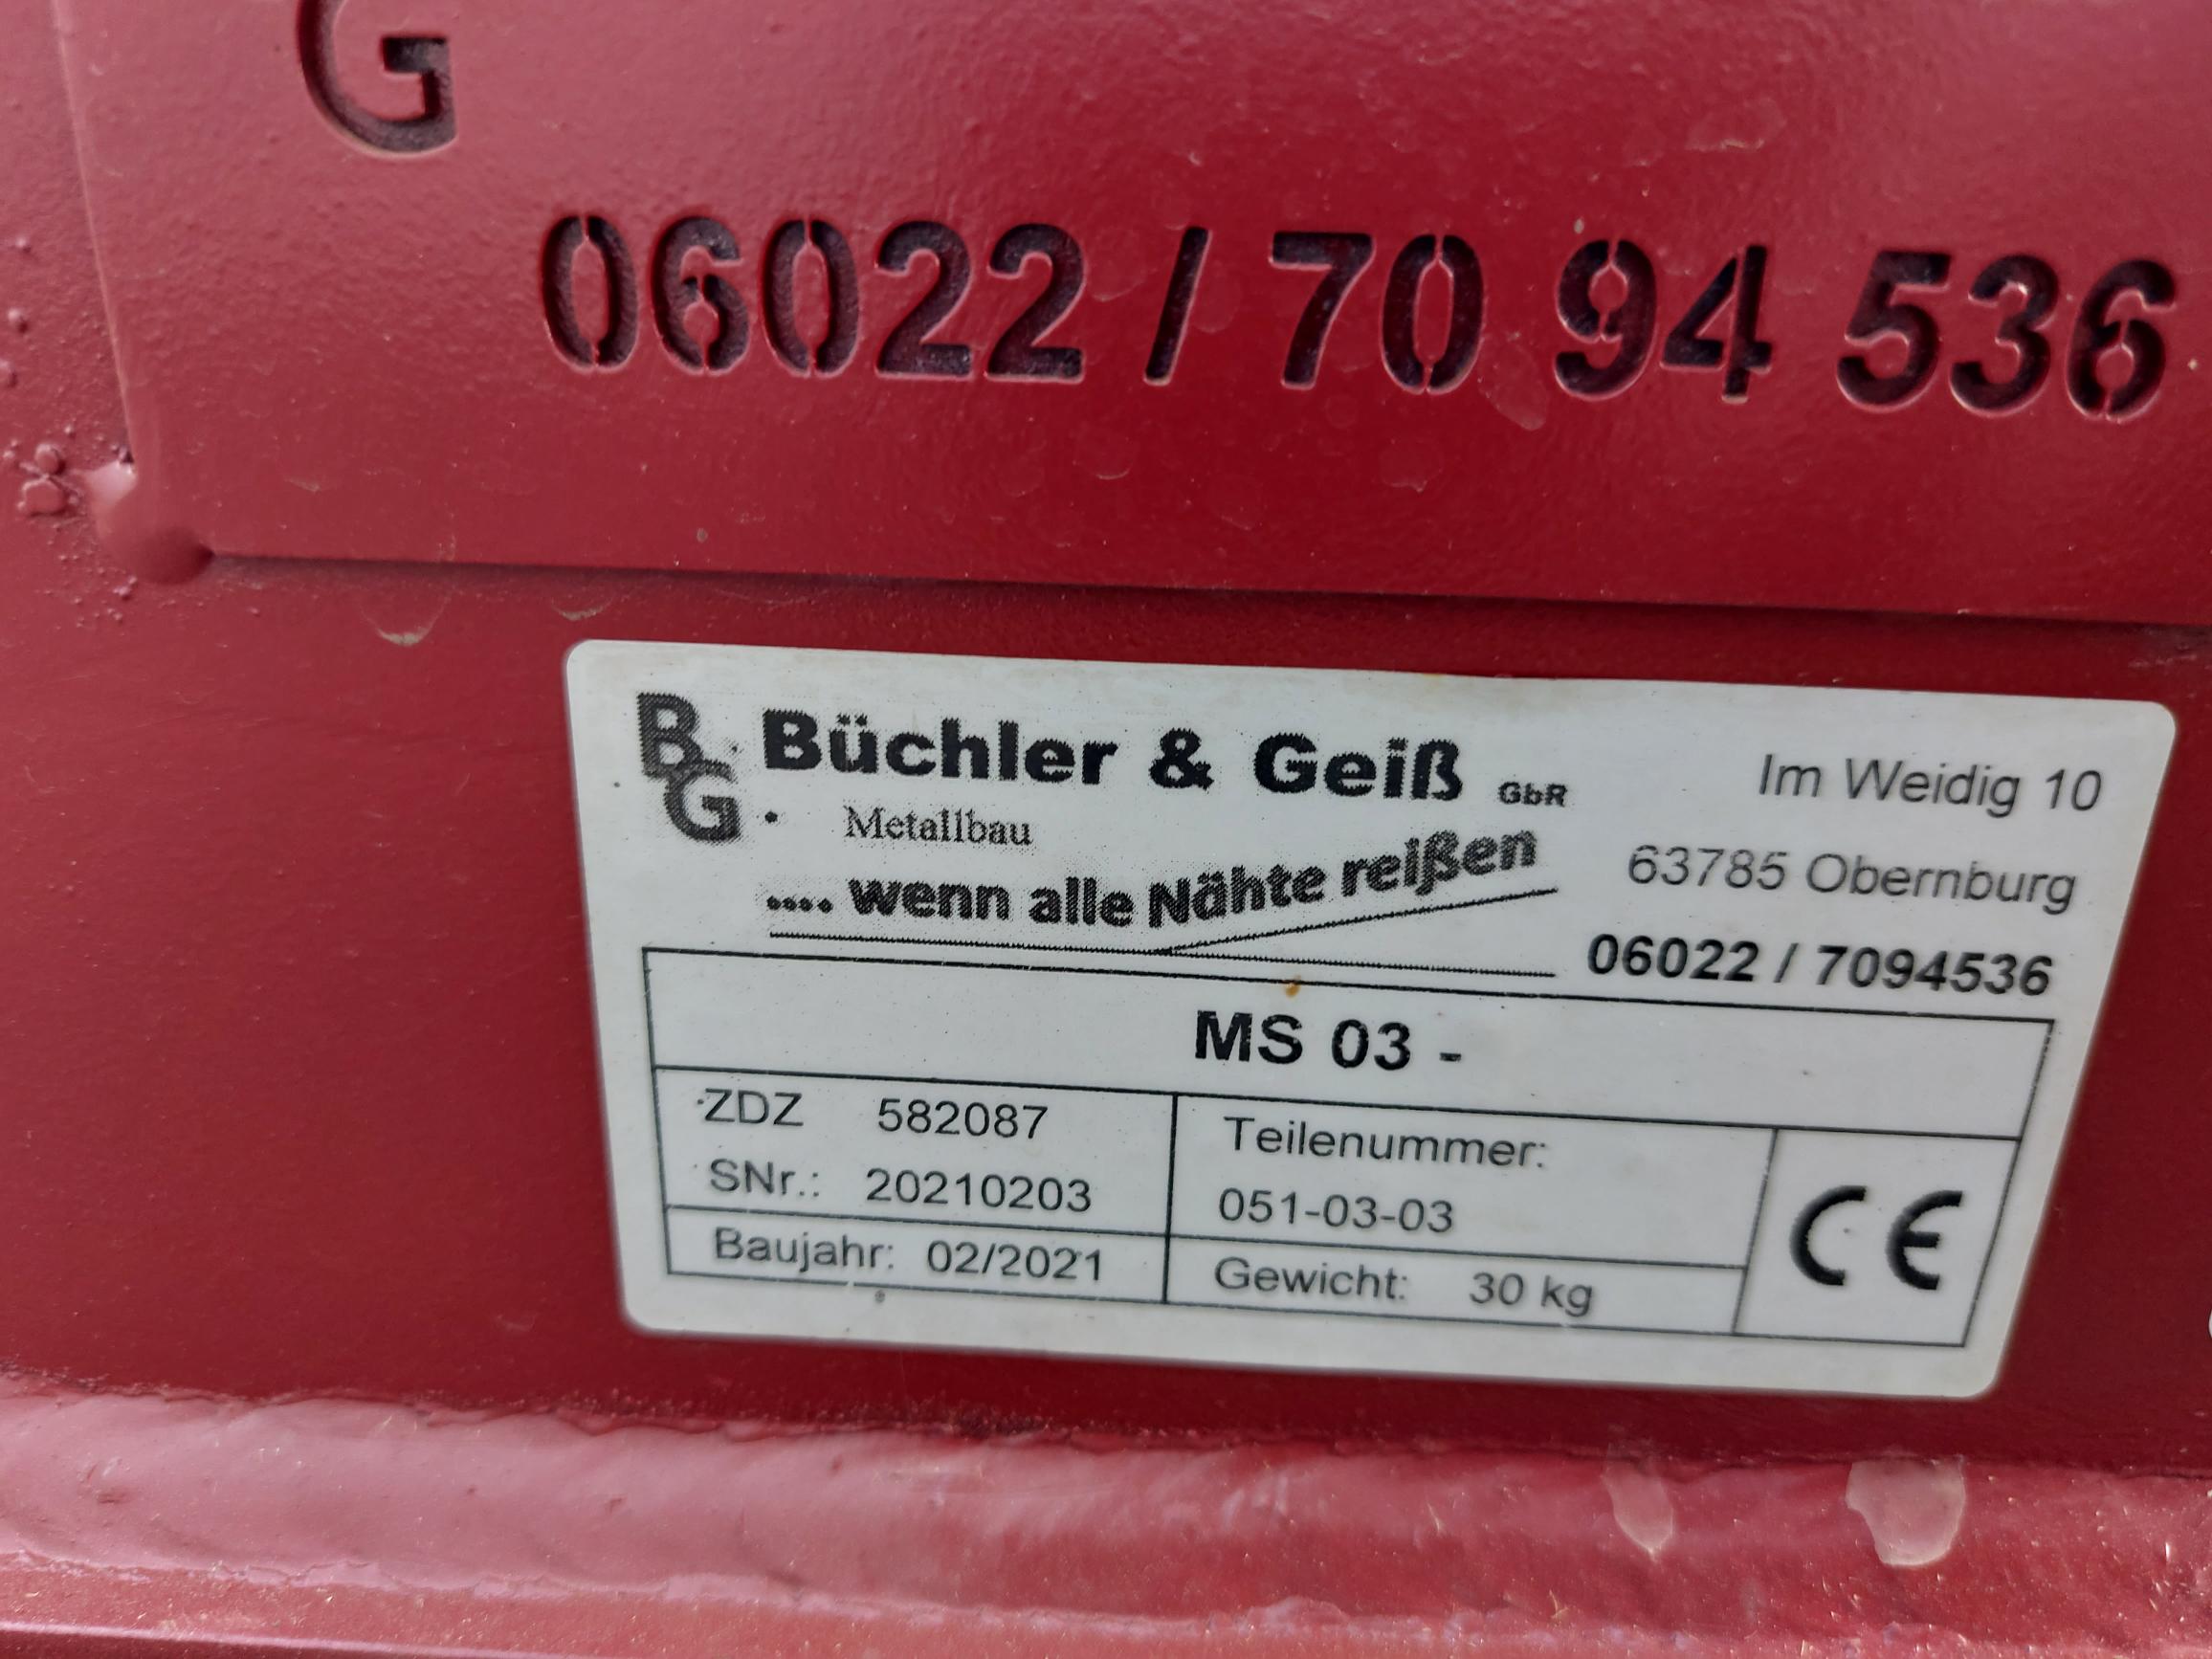 G
06022 / 70 94 536
BG Büchler & Geiß GbR
Metallbau
.... wenn alle Nähte reißen
Im Weidig 10
63785 Obernburg
06022 / 7094536
MS 03 -
ZDZ 582087
SNr.: 20210203
Baujahr: 02/2021
Teilenummer:
051-03-03
Gewicht: 30 kg
CE